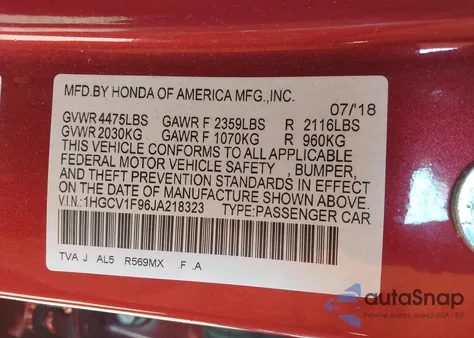 MFD.BY HONDA OF AMERICA MFG.,INC.
07/'18
GVWR 4475LBS GAWR F 2359LBS R 2116LBS
GVWR 2030KG GAWR F 1070KG R 960KG
THIS VEHICLE CONFORMS TO ALL APPLICABLE
FEDERAL MOTOR VEHICLE SAFETY , BUMPER,
AND THEFT PREVENTION STANDARDS IN EFFECT
ON THE DATE OF MANUFACTURE SHOWN ABOVE.
V.I.N.:1HGCV1F96JA218323 TYPE:PASSENGER CAR
TVA J AL5 R569MX .F .A
autoSnap